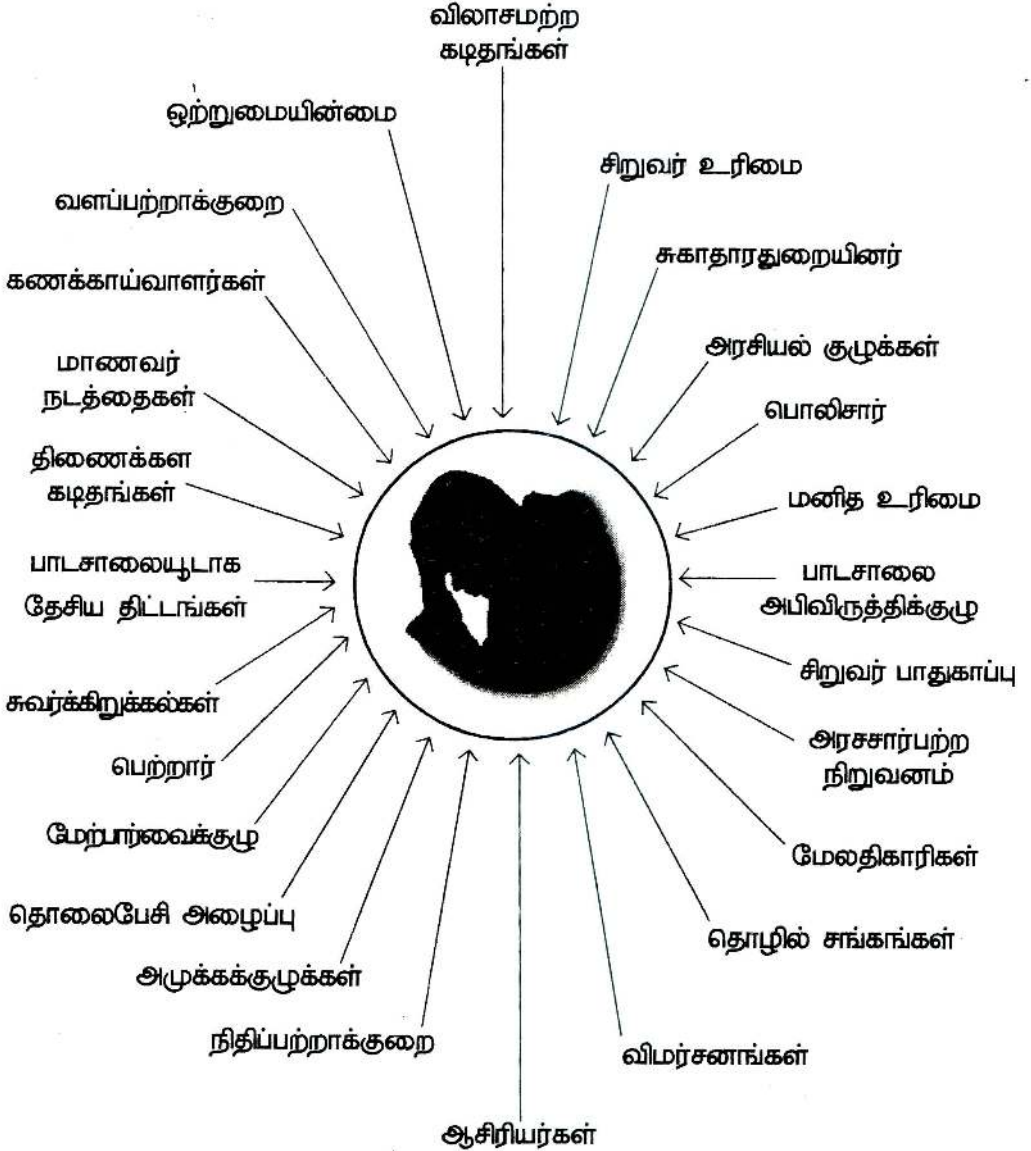 விலாசமற்ற
கடிதங்கள்
ஒற்றுமையின்மை
சிறுவர் உரிமை
வளப்பற்றாக்குறை
சுகாதாரதுறையினர்
கணக்காய்வாளர்கள்
அரசியல் குழுக்கள்
மாணவர்
நடத்தைகள்
பொலிசார்
திணைக்கள
கடிதங்கள்
மனித உரிமை
பாடசாலையூடாக
தேசிய திட்டங்கள்
பாடசாலை
அபிவிருத்திக்குழு
சுவர்க்கிறுக்கல்கள்
சிறுவர் பாதுகாப்பு
பெற்றார்
அரசசார்பற்ற
நிறுவனம்
மேற்பார்வைக்குழு
மேலதிகாரிகள்
தொலைபேசி அழைப்பு
தொழில் சங்கங்கள்
அமுக்கக்குழுக்கள்
நிதிப்பற்றாக்குறை
விமர்சனங்கள்
ஆசிரியர்கள்